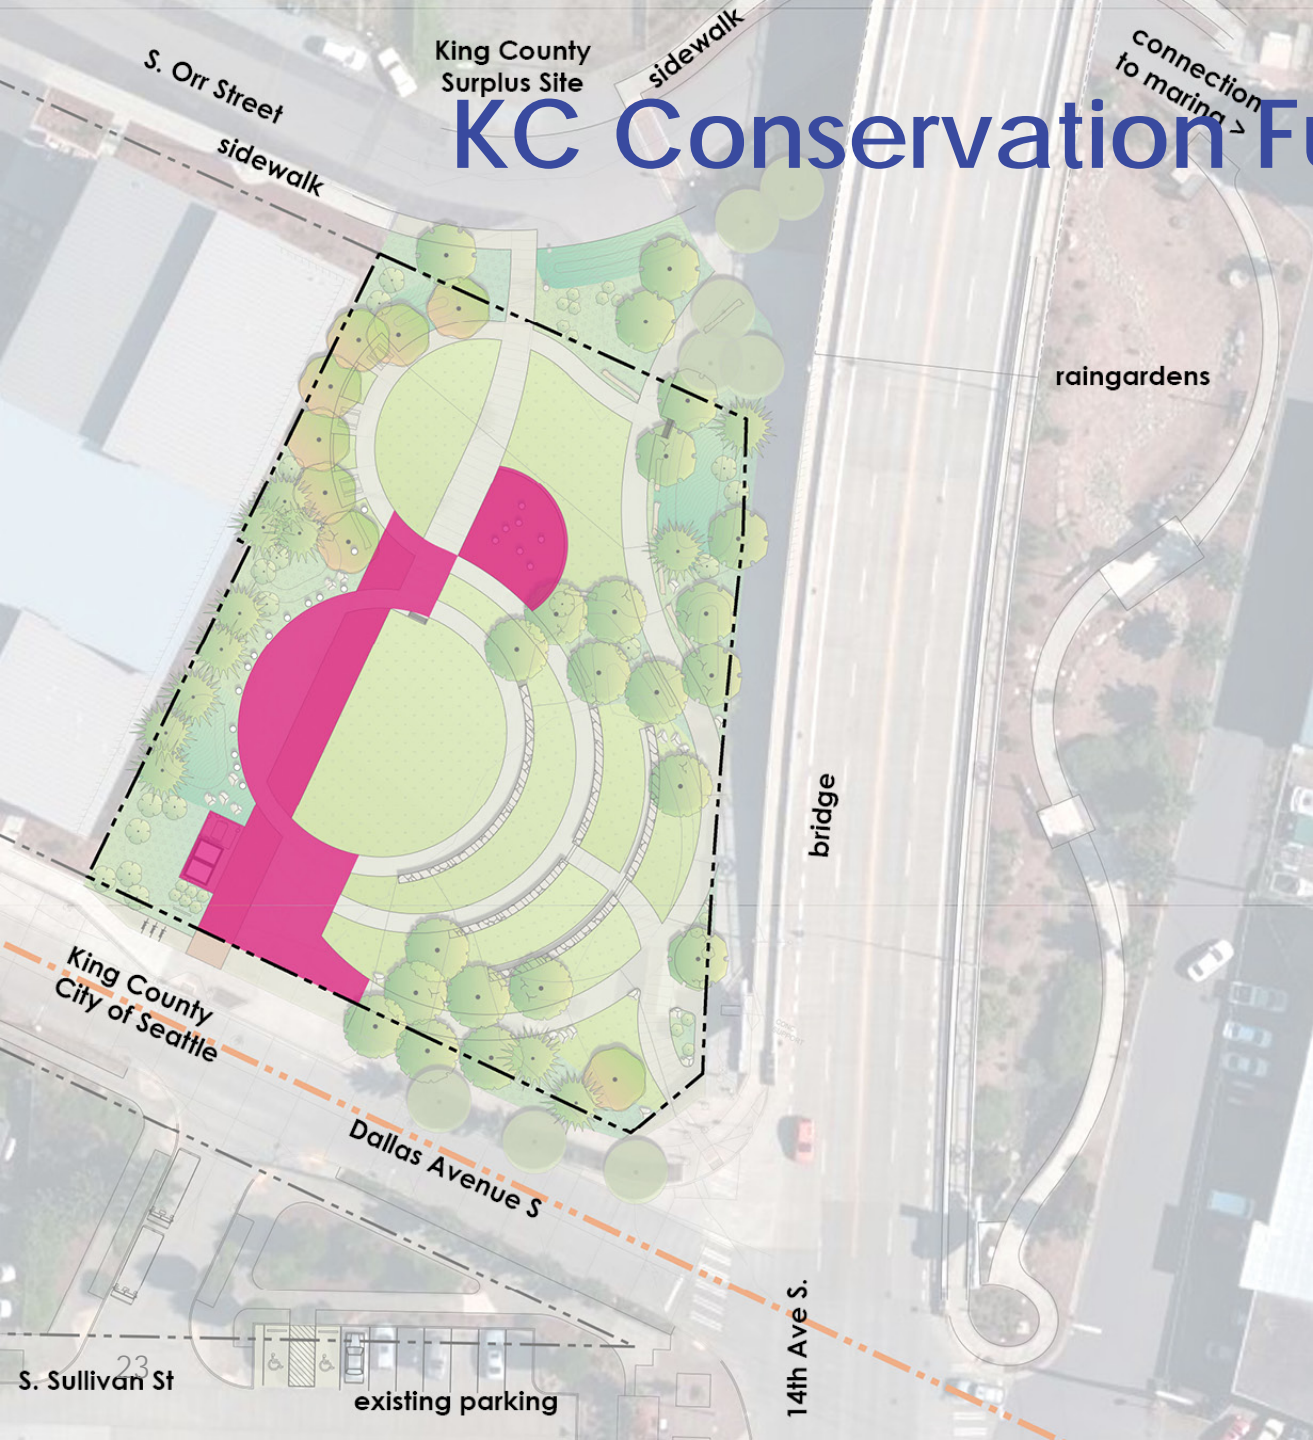 S. Orr Street
King County
Surplus Site
sidewalk
connection
to marina >
KC Conservation Fu
sidewalk
raingardens
bridge
King County
City of Seattle
Dallas Avenue S
14th Ave S.
23
S. Sullivan St
existing parking